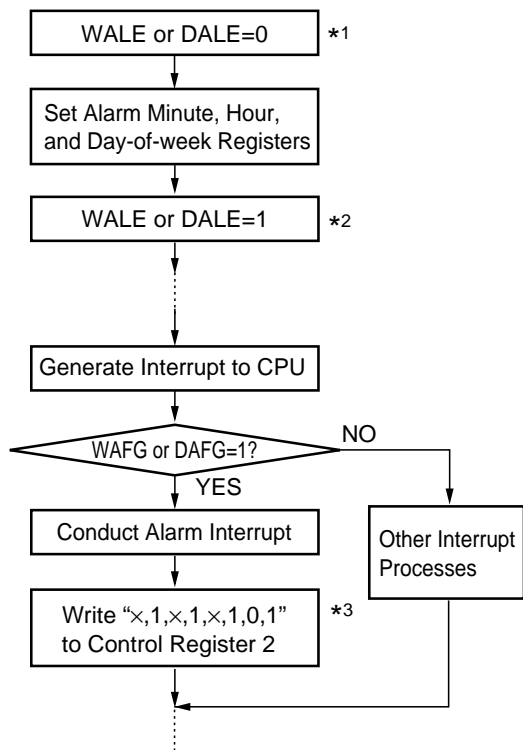 WALE or DALE=0
*1
Set Alarm Minute, Hour,
and Day-of-week Registers
WALE or DALE=1
*2
Generate Interrupt to CPU
WAFG or DAFG=1?
NO
YES
Conduct Alarm Interrupt
Other Interrupt
Processes
Write “×,1,×,1,×,1,0,1”
to Control Register 2
*3